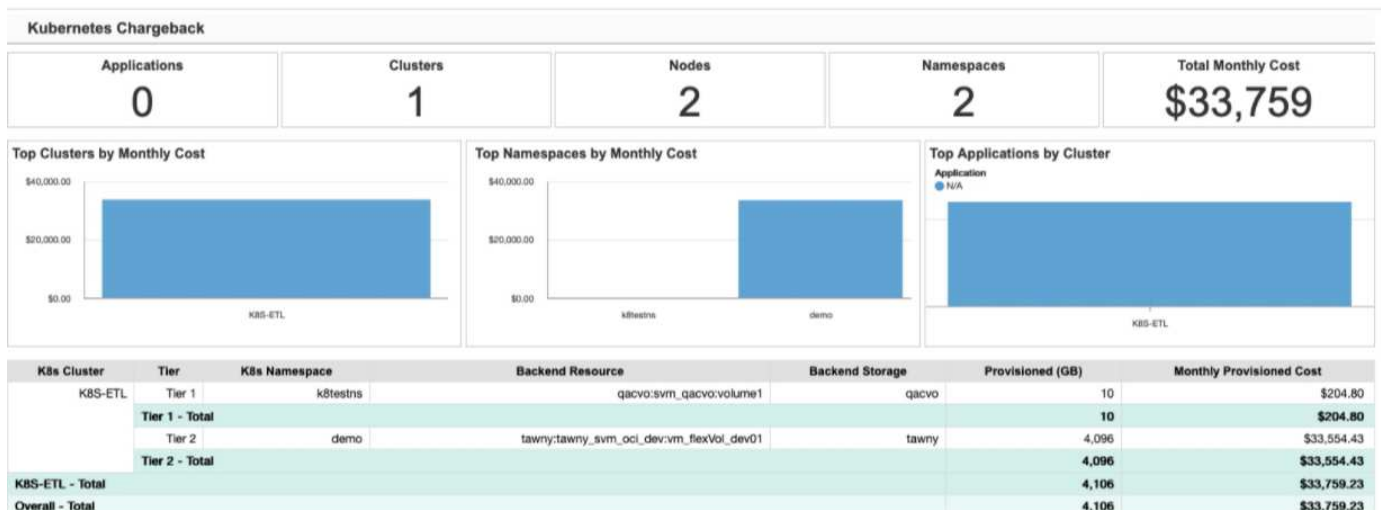 Kubernetes Chargeback
Applications
0
Clusters
1
Nodes
2
Namespaces
2
Total Monthly Cost
$33,759
Top Clusters by Monthly Cost
$40,000.00
$20,000.00
$0.00
K8S-ETL
Top Namespaces by Monthly Cost
$40,000.00
$20,000.00
$0.00
k8testns
demo
Top Applications by Cluster
Application
N/A
K8S-ETL
K8s Cluster Tier K8s Namespace Backend Resource Backend Storage Provisioned (GB) Monthly Provisioned Cost
K8S-ETL Tier 1 k8testns qacvo:svm_qacvo:volume1 qacvo 10 $204.80
Tier 1 - Total 10 $204.80
Tier 2 demo tawny:tawny_svm_oci_dev:vm_flexVol_dev01 tawny 4,096 $33,554.43
Tier 2 - Total 4,096 $33,554.43
K8S-ETL - Total 4,106 $33,759.23
Overall - Total 4,106 $33,759.23